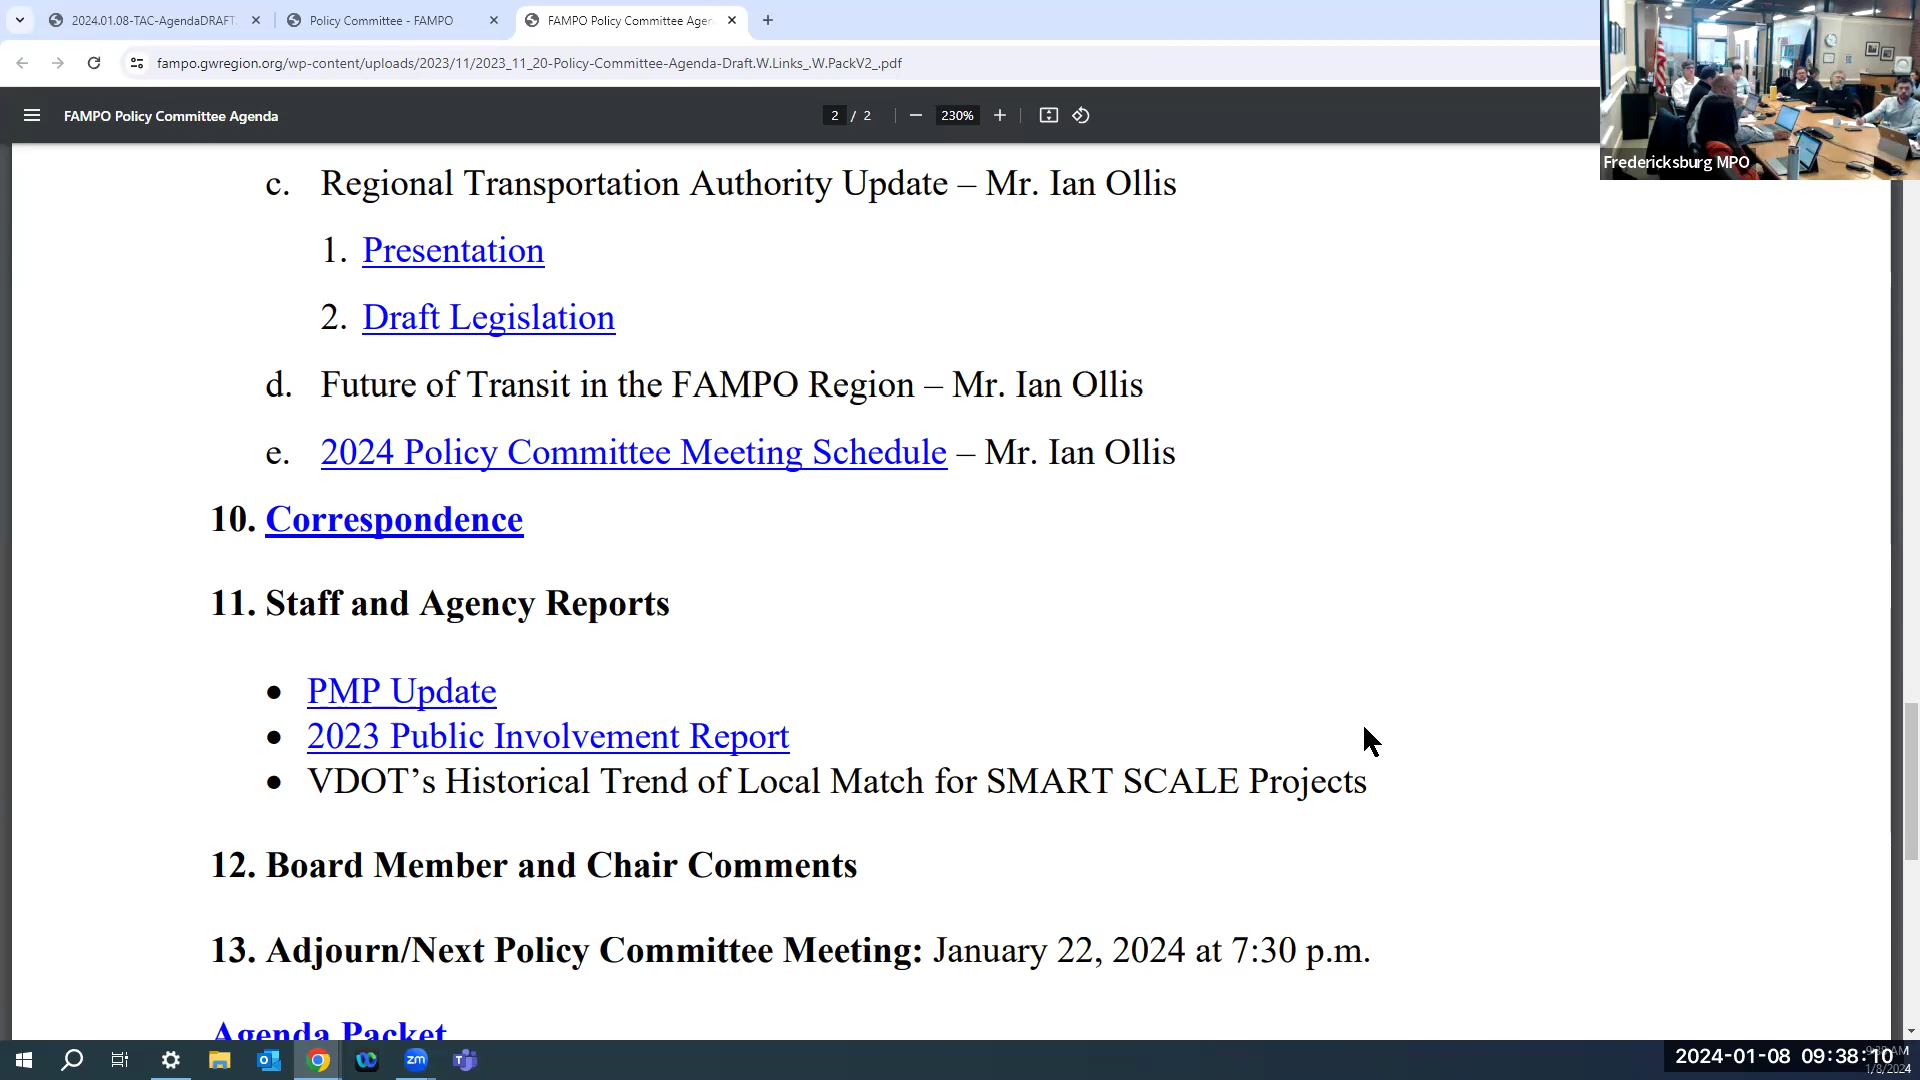 2024.01.08-TAC-AgendaDRAFT
Policy Committee - FAMPO
FAMPO Policy Committee Agen
fampo.gwregion.org/wp-content/uploads/2023/11/2023_11_20-Policy-Committee-Agenda-Draft.W.Links_.W.PackV2_.pdf
FAMPO Policy Committee Agenda
2 / 2
230%
Fredericksburg MPO
c. Regional Transportation Authority Update – Mr. Ian Ollis
1. Presentation
2. Draft Legislation
d. Future of Transit in the FAMPO Region – Mr. Ian Ollis
e. 2024 Policy Committee Meeting Schedule – Mr. Ian Ollis
10. Correspondence
11. Staff and Agency Reports
• PMP Update
• 2023 Public Involvement Report
• VDOT’s Historical Trend of Local Match for SMART SCALE Projects
12. Board Member and Chair Comments
13. Adjourn/Next Policy Committee Meeting: January 22, 2024 at 7:30 p.m.
Agenda Packet
2024-01-08 09:38:10
1/8/2024